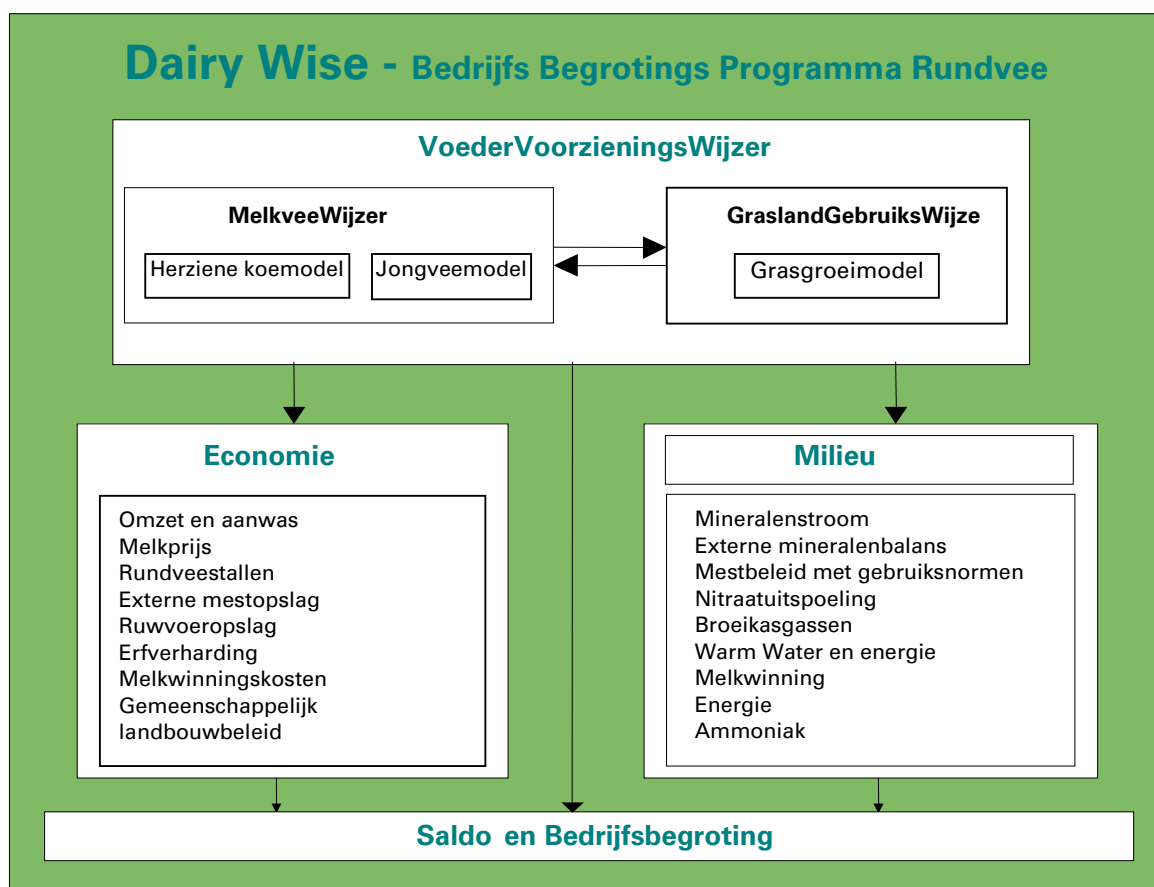 Dairy Wise - Bedrijfs Begrotings Programma Rundvee
VoederVoorzieningsWijzer
MelkveeWijzer
Herziene koemodel
Jongveemodel
GraslandGebruiksWijze
Grasgroeimodel
Economie
Omzet en aanwas
Melkprijs
Rundveestallen
Externe mestopslag
Ruwvoeropslag
Erfverharding
Melkwinningskosten
Gemeenschappelijk
landbouwbeleid
Milieu
Mineralenstroom
Externe mineralenbalans
Mestbeleid met gebruiksnormen
Nitraatuitspoeling
Broeikasgassen
Warm Water en energie
Melkwinning
Energie
Ammoniak
Saldo en Bedrijfsbegroting